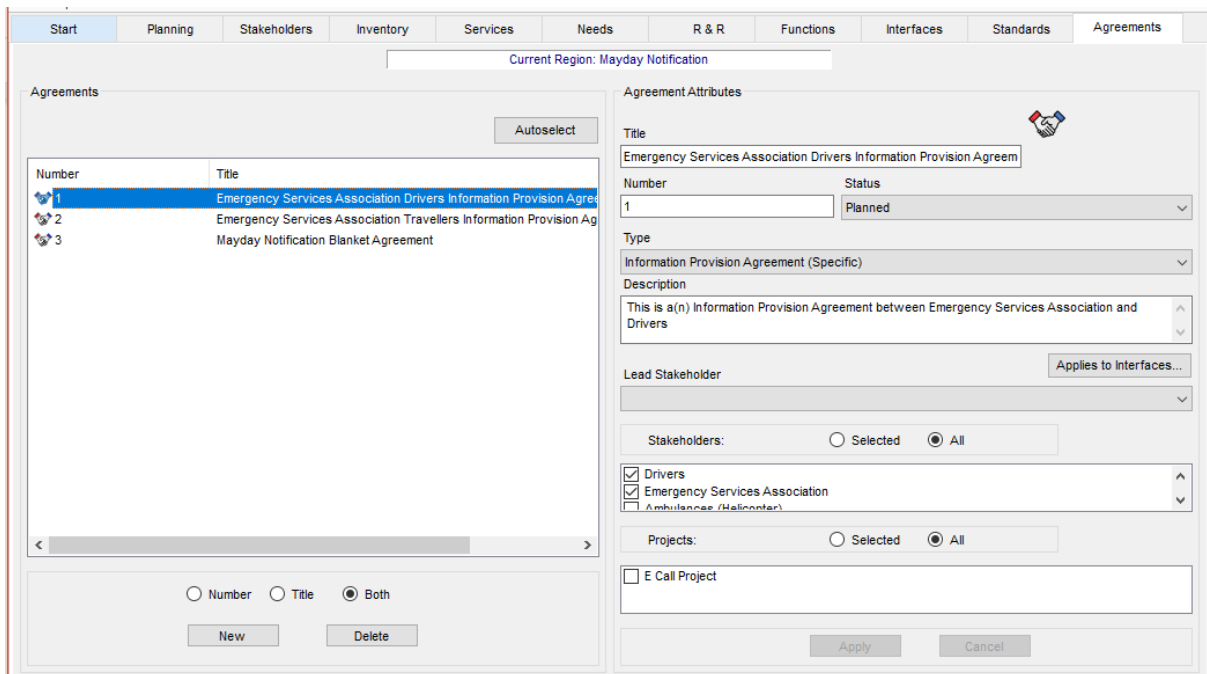 Start Planning Stakeholders Inventory Services Needs R & R Functions Interfaces Standards Agreements
Current Region: Mayday Notification
Agreements
Autoselect
Number Title
1 Emergency Services Association Drivers Information Provision Agree
2 Emergency Services Association Travellers Information Provision Ag
3 Mayday Notification Blanket Agreement
Number Title Both
New Delete
Agreement Attributes
Title
Emergency Services Association Drivers Information Provision Agreem
Number Status
1 Planned
Type
Information Provision Agreement (Specific)
Description
This is a(n) Information Provision Agreement between Emergency Services Association and
Drivers
Applies to Interfaces...
Lead Stakeholder
Stakeholders: Selected All
Drivers
Emergency Services Association
Ambulances (Helicopter)
Projects: Selected All
E Call Project
Apply Cancel